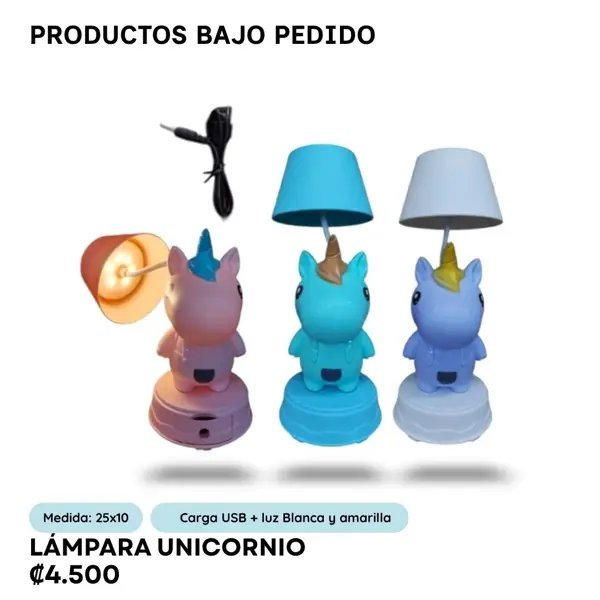 PRODUCTOS BAJO PEDIDO
Medida: 25x10
Carga USB + luz Blanca y amarilla
LÁMPARA UNICORNIO
₡4.500